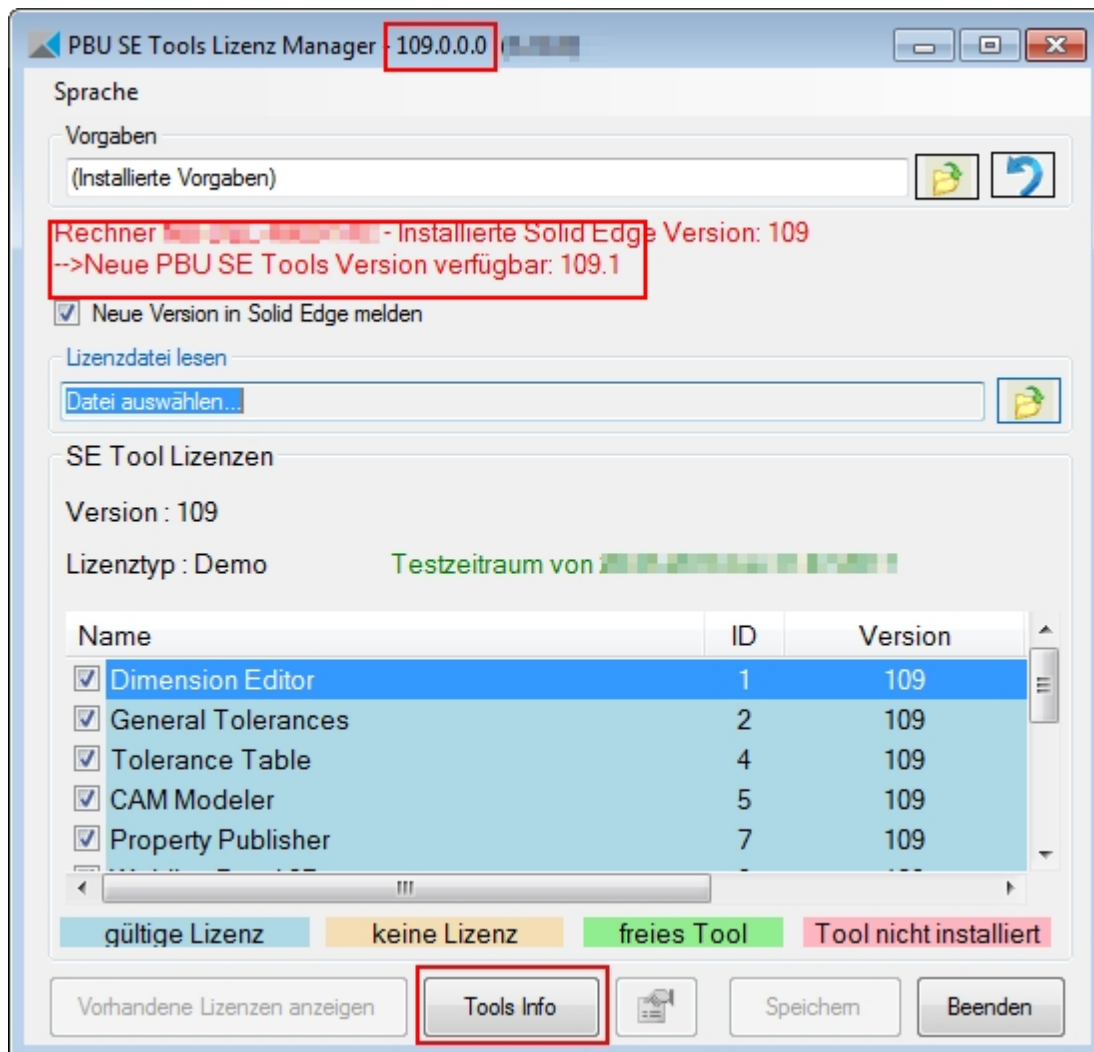 PBU SE Tools Lizenz Manager - 109.0.0.0
Sprache
Vorgaben
(Installierte Vorgaben)
Rechner - Installierte Solid Edge Version: 109
-->Neue PBU SE Tools Version verfügbar: 109.1
Neue Version in Solid Edge melden
Lizenzdatei lesen
Datei auswählen...
SE Tool Lizenzen
Version : 109
Lizenztyp : Demo Testzeitraum von
Name ID Version
Dimension Editor 1 109
General Tolerances 2 109
Tolerance Table 4 109
CAM Modeler 5 109
Property Publisher 7 109
gültige Lizenz keine Lizenz freies Tool Tool nicht installiert
Vorhandene Lizenzen anzeigen Tools Info Speichern Beenden